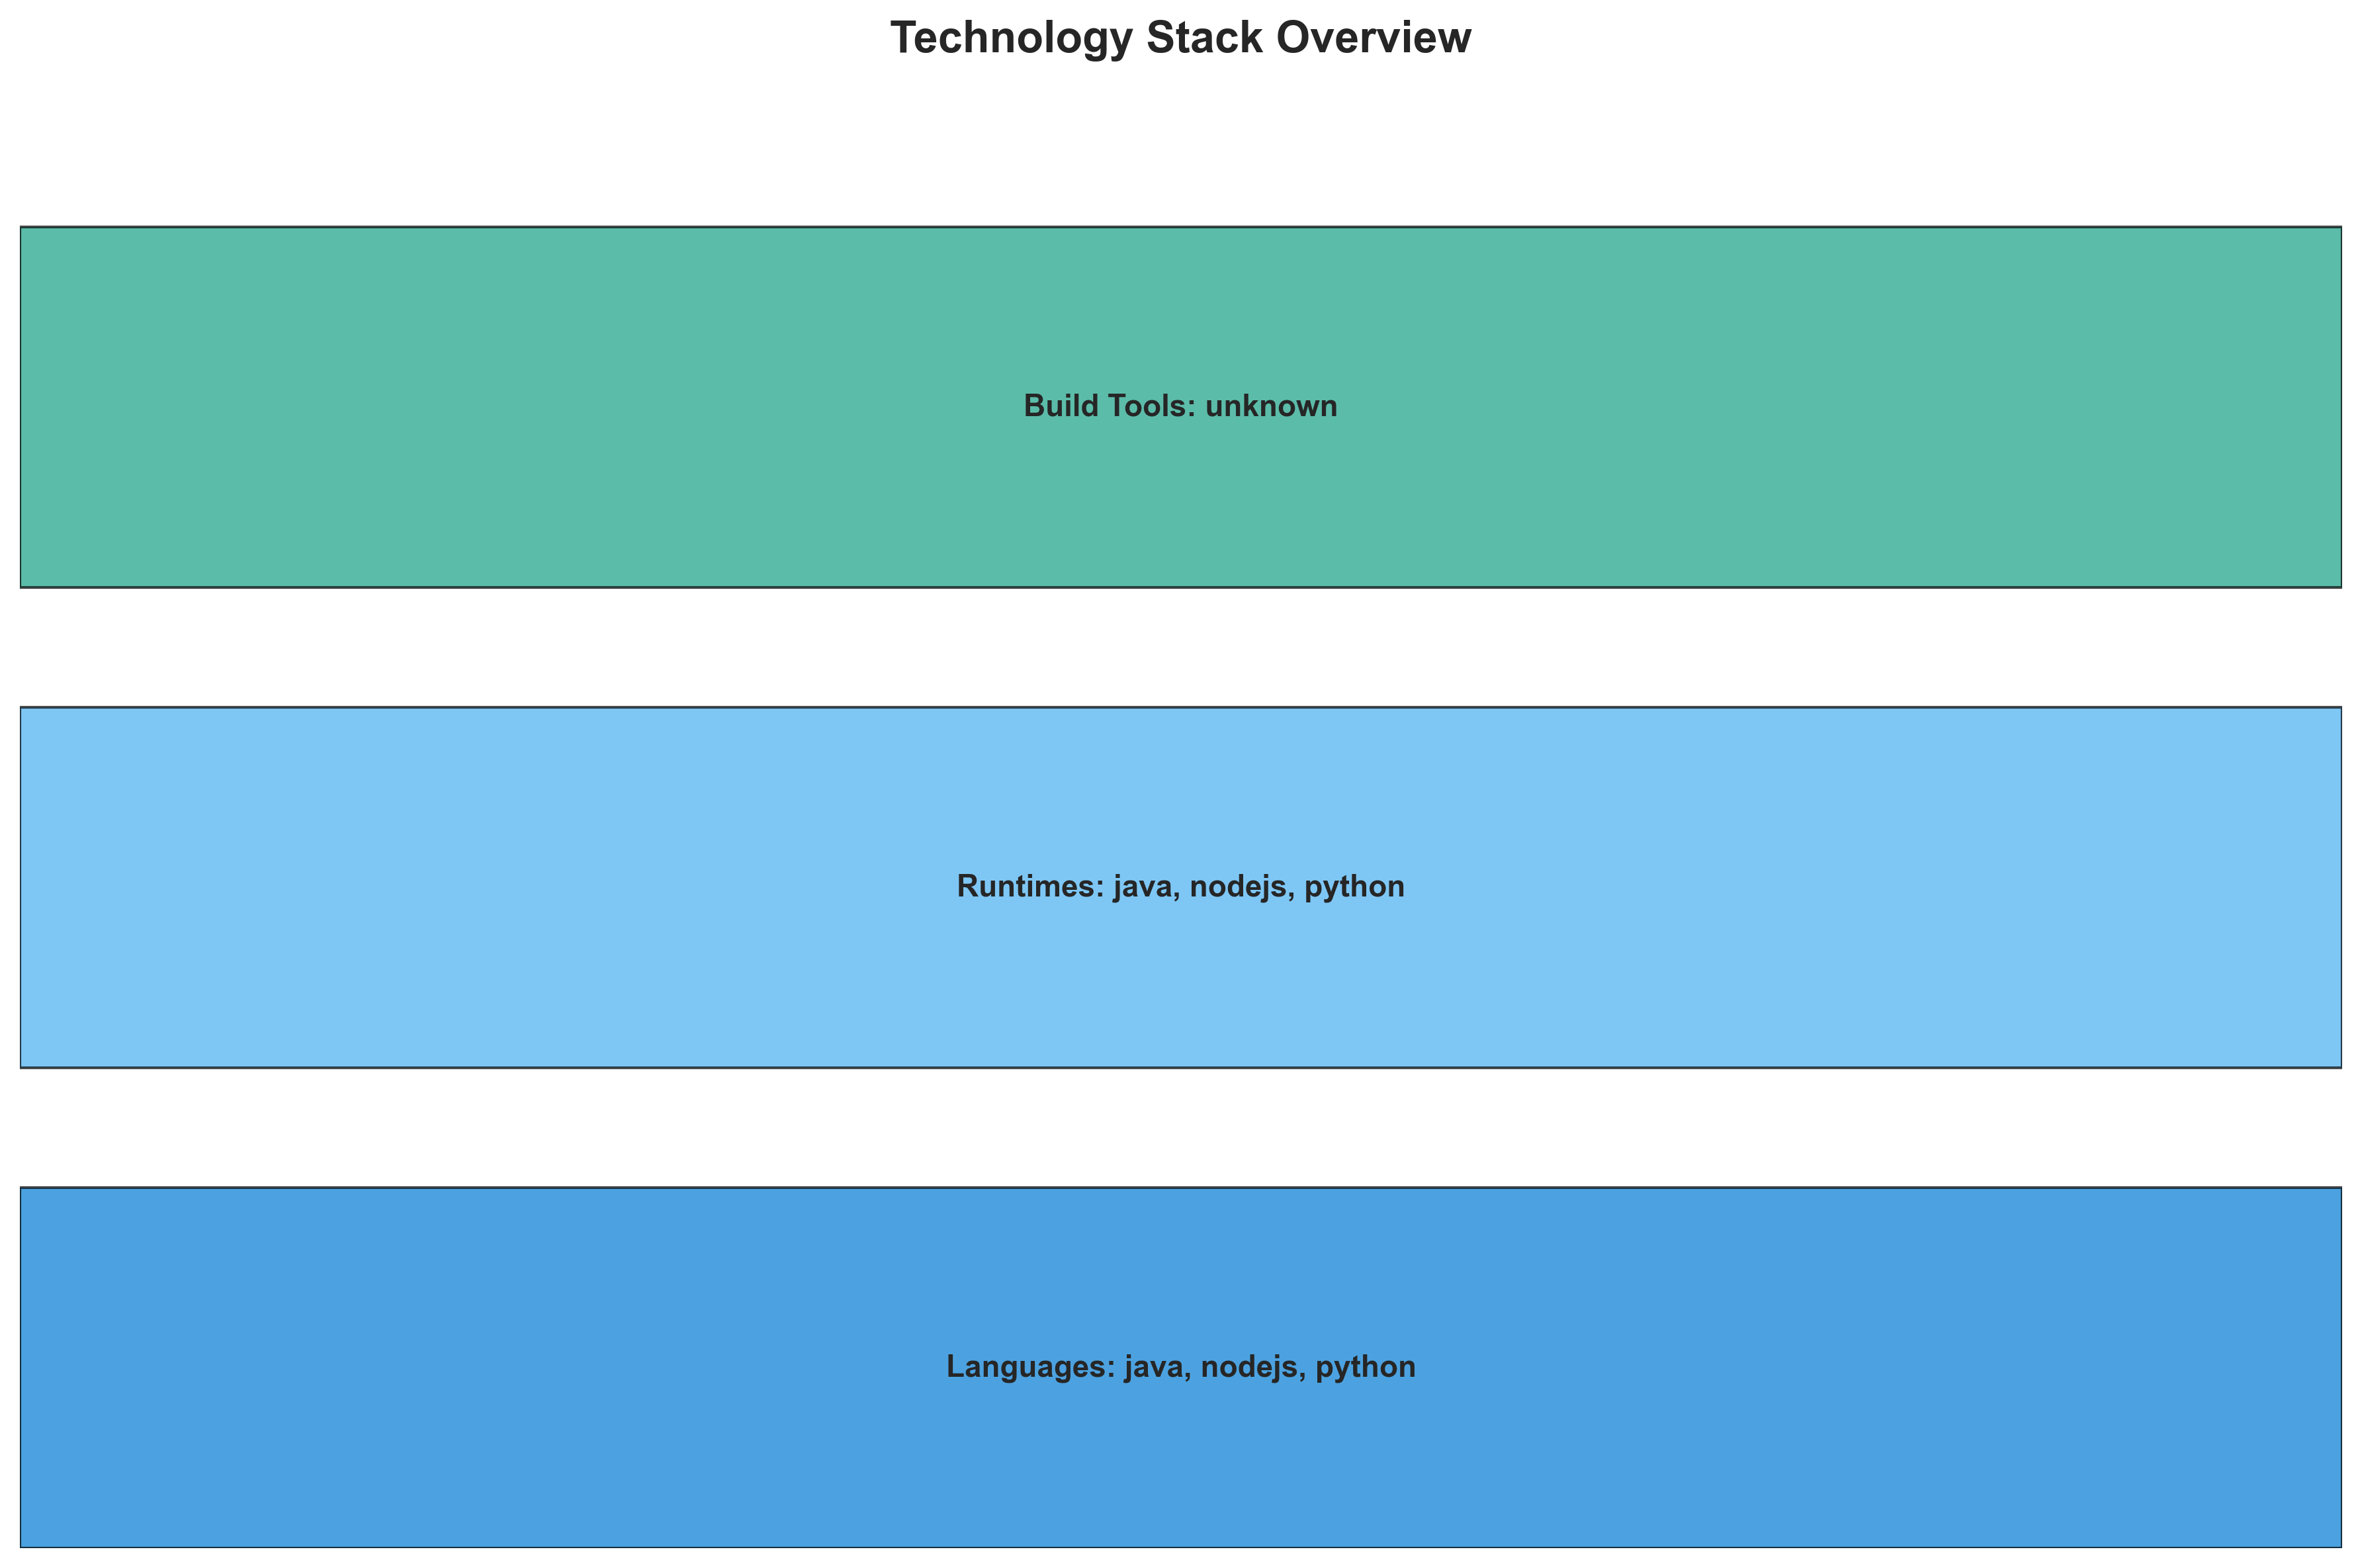 Technology Stack Overview
Build Tools: unknown
Runtimes: java, nodejs, python
Languages: java, nodejs, python